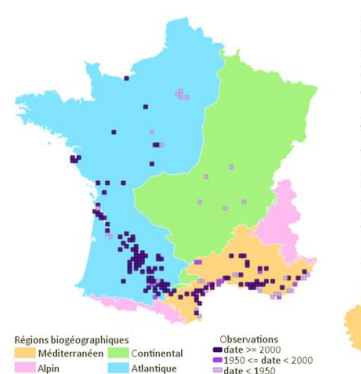 Régions biogéographiques
Méditerranéen
Continental
Alpin
Atlantique
Observations
date >= 2000
1950 <= date < 2000
date < 1950